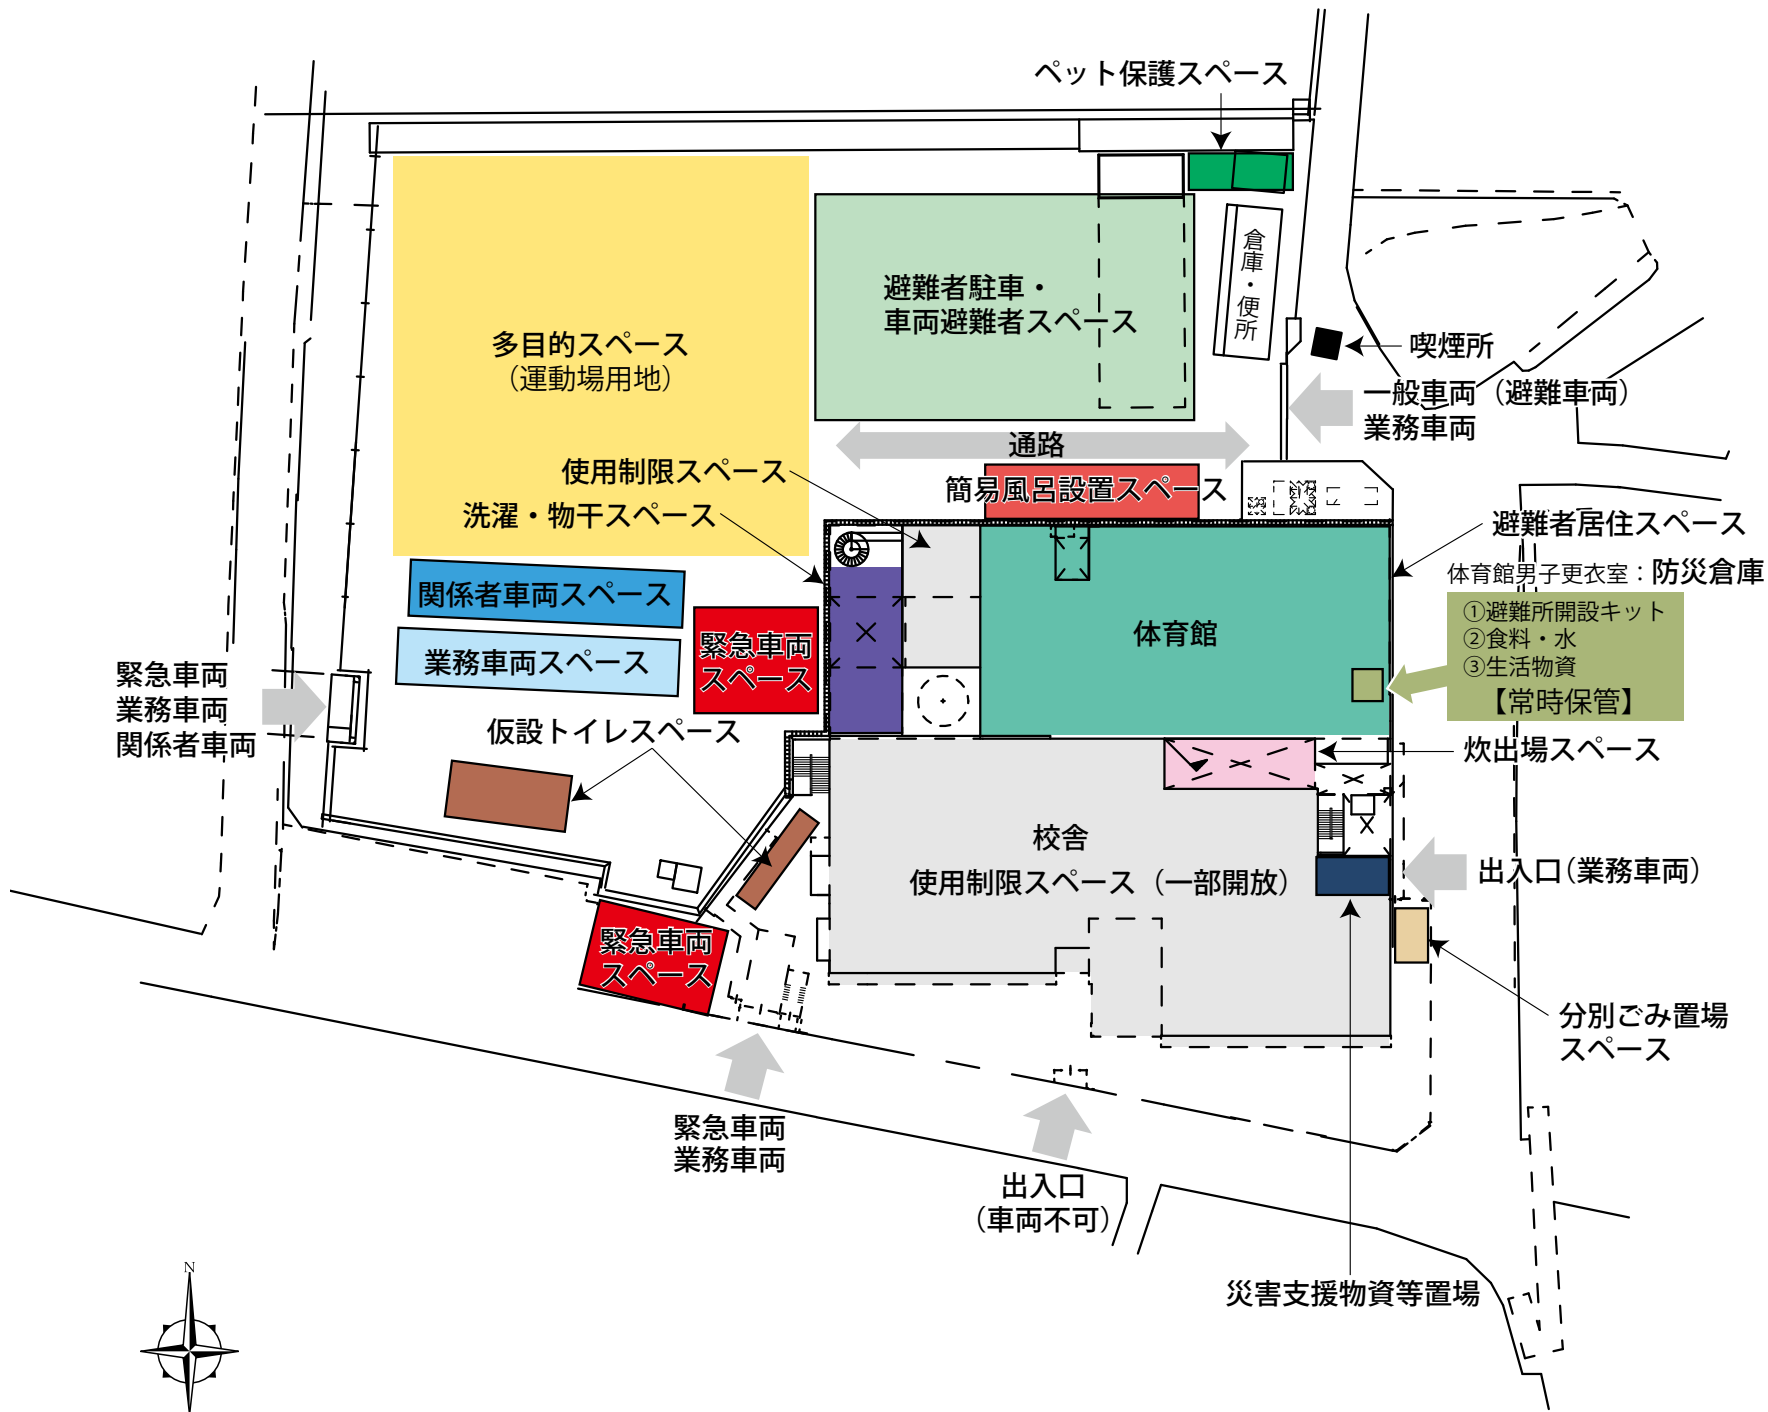 ペット保護スペース
倉庫・便所
避難者駐車・
車両避難者スペース
多目的スペース
（運動場用地）
喫煙所
一般車両（避難車両）
業務車両
通路
使用制限スペース
簡易風呂設置スペース
洗濯・物干スペース
避難者居住スペース
体育館男子更衣室：防災倉庫
①避難所開設キット
②食料・水
③生活物資
【常時保管】
関係者車両スペース
緊急車両
スペース
体育館
業務車両スペース
緊急車両
業務車両
関係者車両
仮設トイレスペース
炊出場スペース
校舎
使用制限スペース（一部開放）
出入口（業務車両）
緊急車両
スペース
分別ごみ置場
スペース
緊急車両
業務車両
出入口
（車両不可）
災害支援物資等置場
N